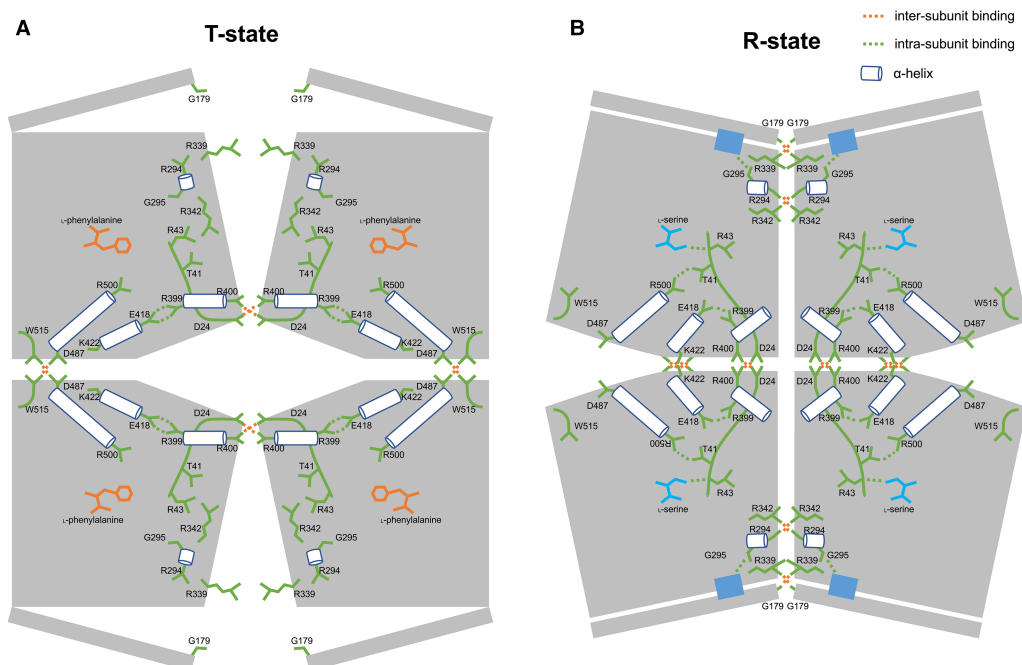 A
T-state
B
R-state
inter-subunit binding
intra-subunit binding
α-helix
G179
G179
R339
R339
R294
R294
G295
G295
R342
R342
L-phenylalanine
L-phenylalanine
R43
R43
T41
T41
R500
R500
R399
R400
R400
R399
E418
E418
D24
D24
W515
W515
K422
K422
D487
D487
D487
D487
K422
K422
W515
W515
D24
D24
E418
E418
R399
R400
R400
R399
R500
R500
T41
T41
L-phenylalanine
L-phenylalanine
R43
R43
R342
R342
G295
G295
R294
R294
R339
R339
G179
G179
G179 G179
R339
R339
G295
G295
R294
R294
R342
R342
L-serine
L-serine
R43
R43
T41
T41
R500
R500
W515
W515
D487
D487
E418
E418
R399
R399
K422
R400
D24
D24
R400
K422
K422
R400
D24
D24
R400
K422
D487
D487
W515
W515
E418
R399
R399
E418
R500
R500
T41
T41
L-serine
L-serine
R43
R43
R342
R342
R294
R294
G295
G295
R339
R339
G179 G179